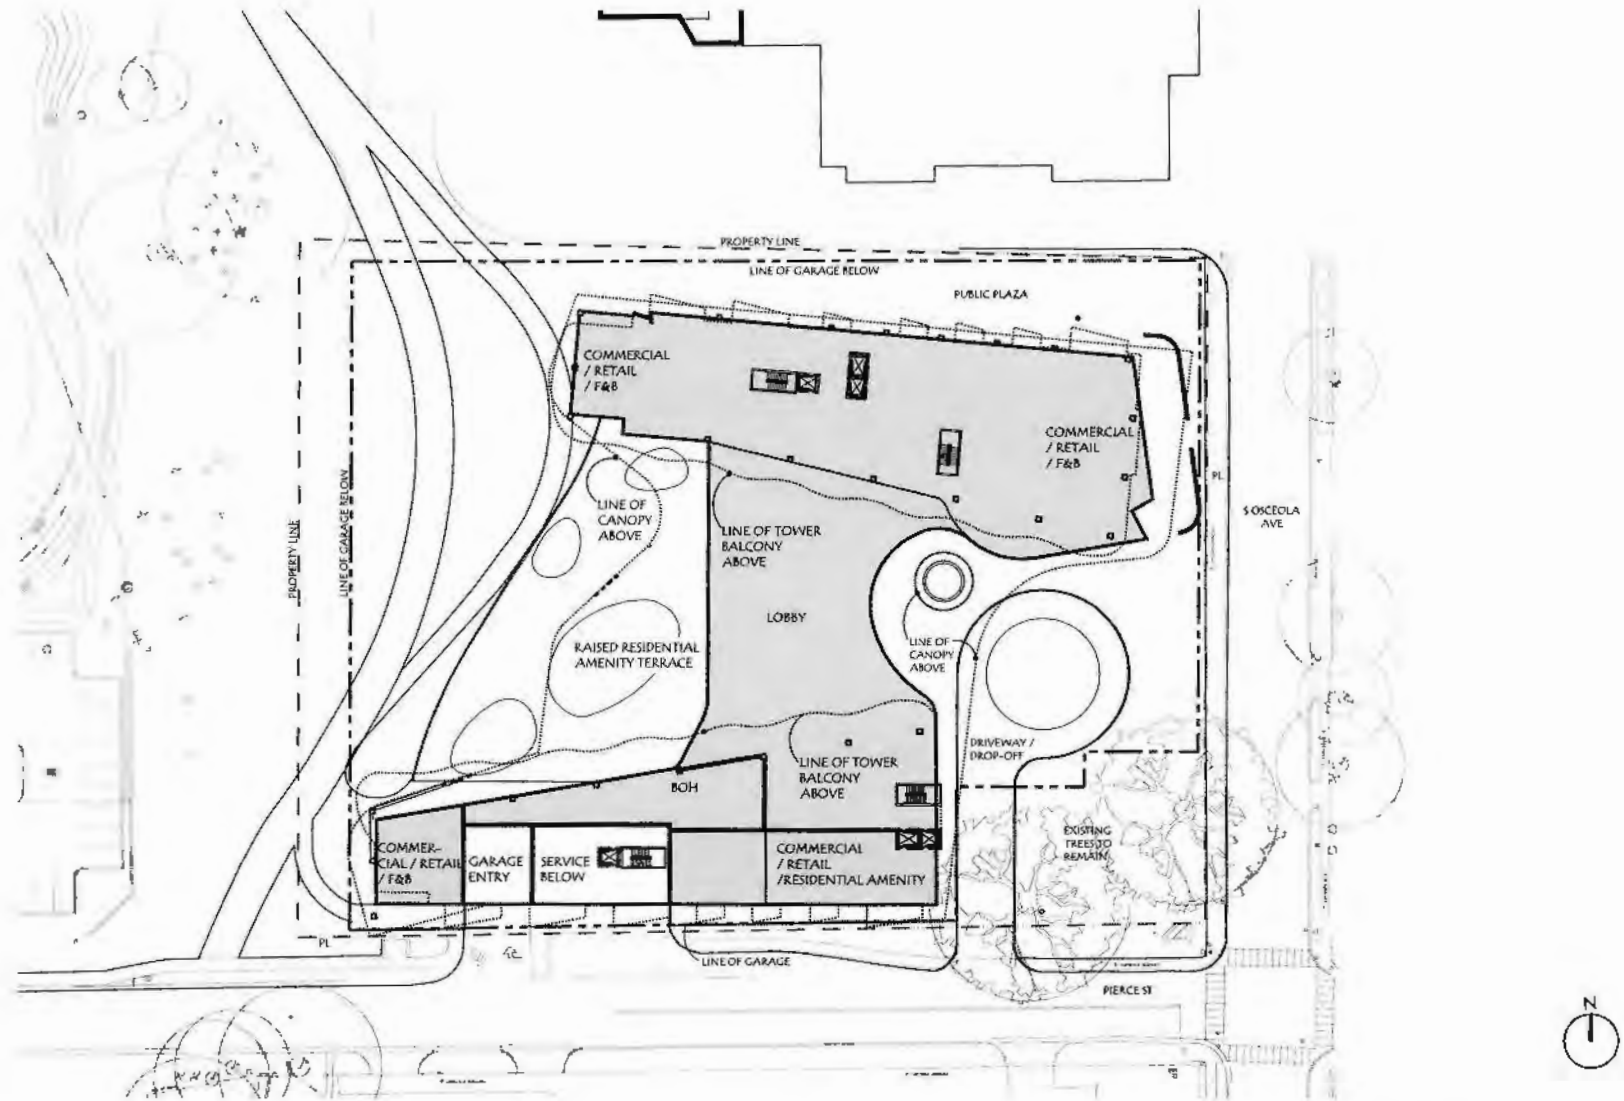 PROPERTY LINE
LINE OF GARAGE BELOW
PUBLIC PLAZA
COMMERCIAL
/ RETAIL
/ F&B
COMMERCIAL
/ RETAIL
/ F&B
PL
S OSCEOLA
AVE
LINE OF
CANOPY
ABOVE
LINE OF TOWER
BALCONY
ABOVE
PROPERTY LINE
LINE OF GARAGE BELOW
LOBBY
LINE OF
CANOPY
ABOVE
RAISED RESIDENTIAL
AMENITY TERRACE
DRIVEWAY /
DROP-OFF
LINE OF TOWER
BALCONY
ABOVE
BOH
EXISTING
TREES TO
REMAIN
COMMER-
CIAL / RETAIL
/ F&B
GARAGE
ENTRY
SERVICE
BELOW
COMMERCIAL
/ RETAIL
/RESIDENTIAL AMENITY
PL
LINE OF GARAGE
PIERCE ST
N